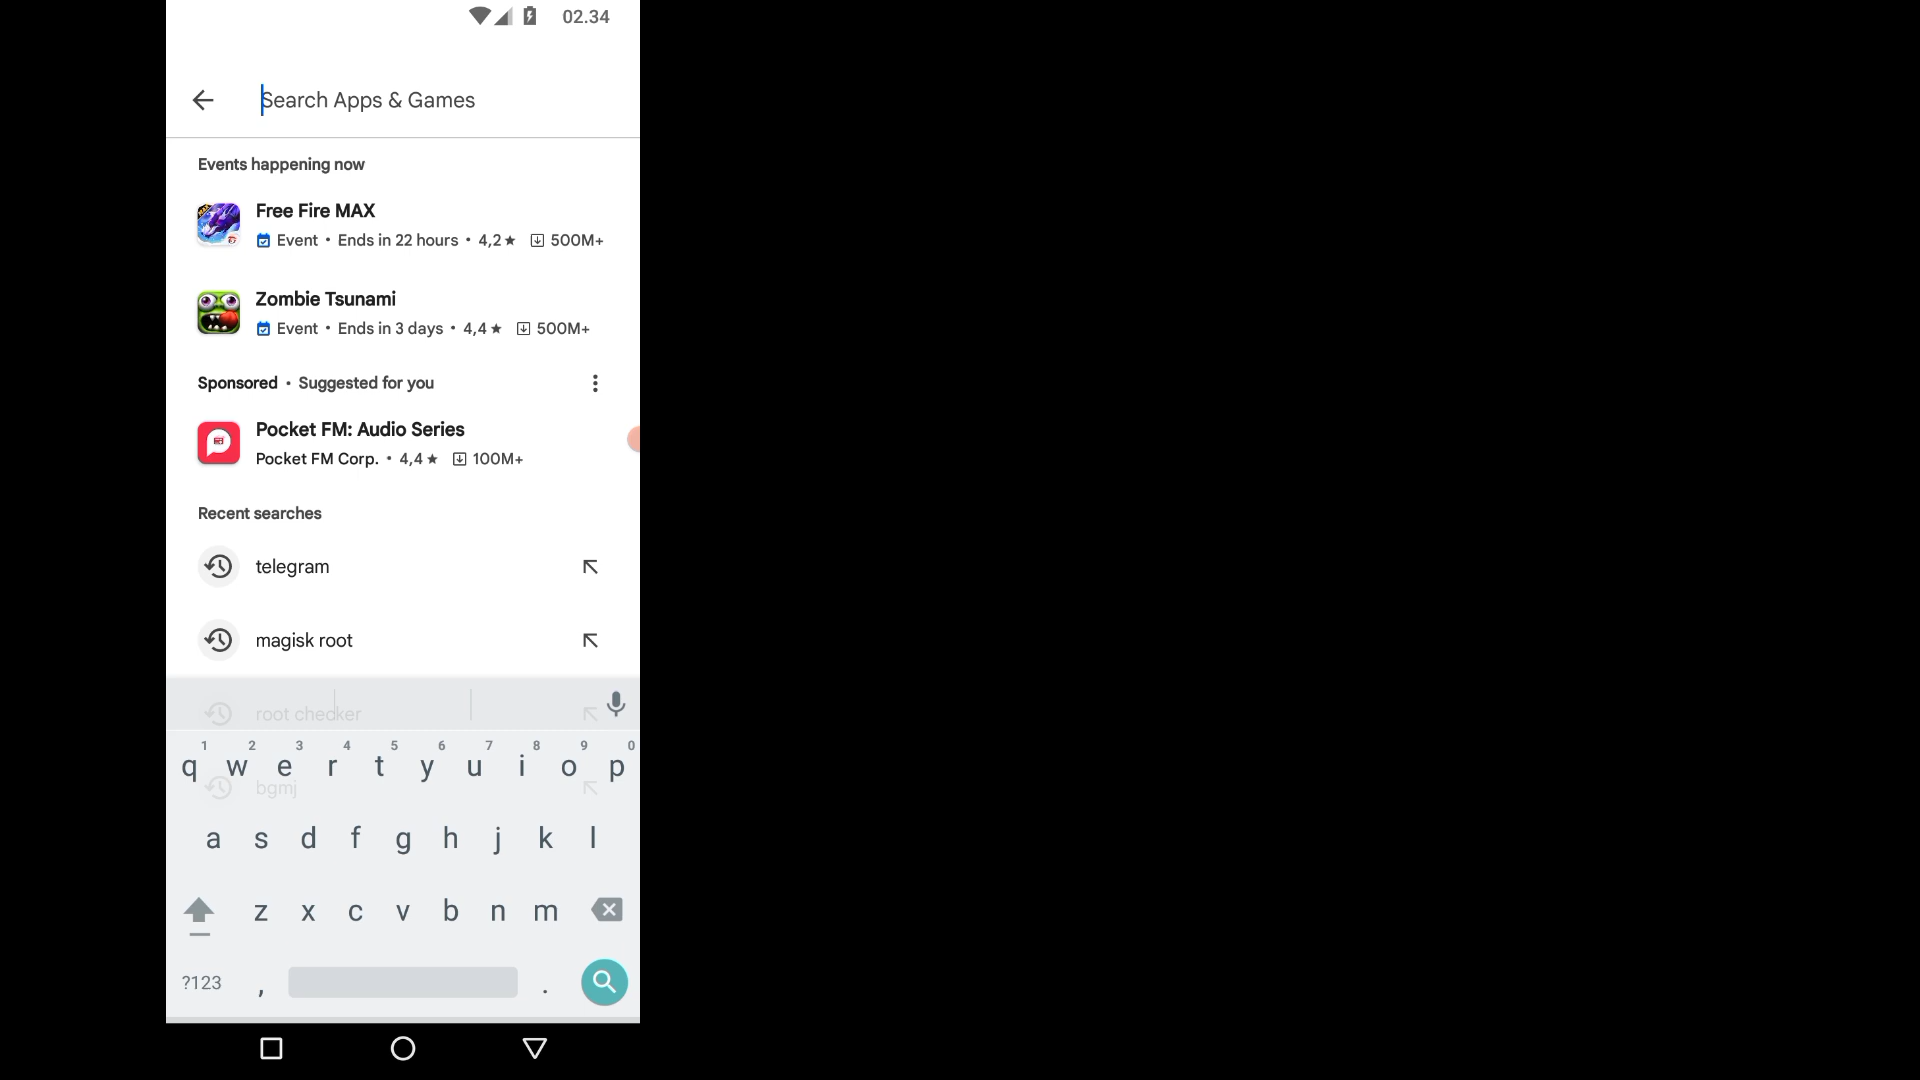 02.34
Search Apps & Games
Events happening now
Free Fire MAX
Event • Ends in 22 hours • 4,2★ 500M+
Zombie Tsunami
Event • Ends in 3 days • 4,4★ 500M+
Sponsored • Suggested for you
Pocket FM: Audio Series
Pocket FM Corp. • 4,4★ 100M+
Recent searches
telegram
magisk root
root checker
1 2 3 4 5 6 7 8 9 0
q w e r t y u i o p
bgmj
a s d f g h j k l
z x c v b n m
?123 , .